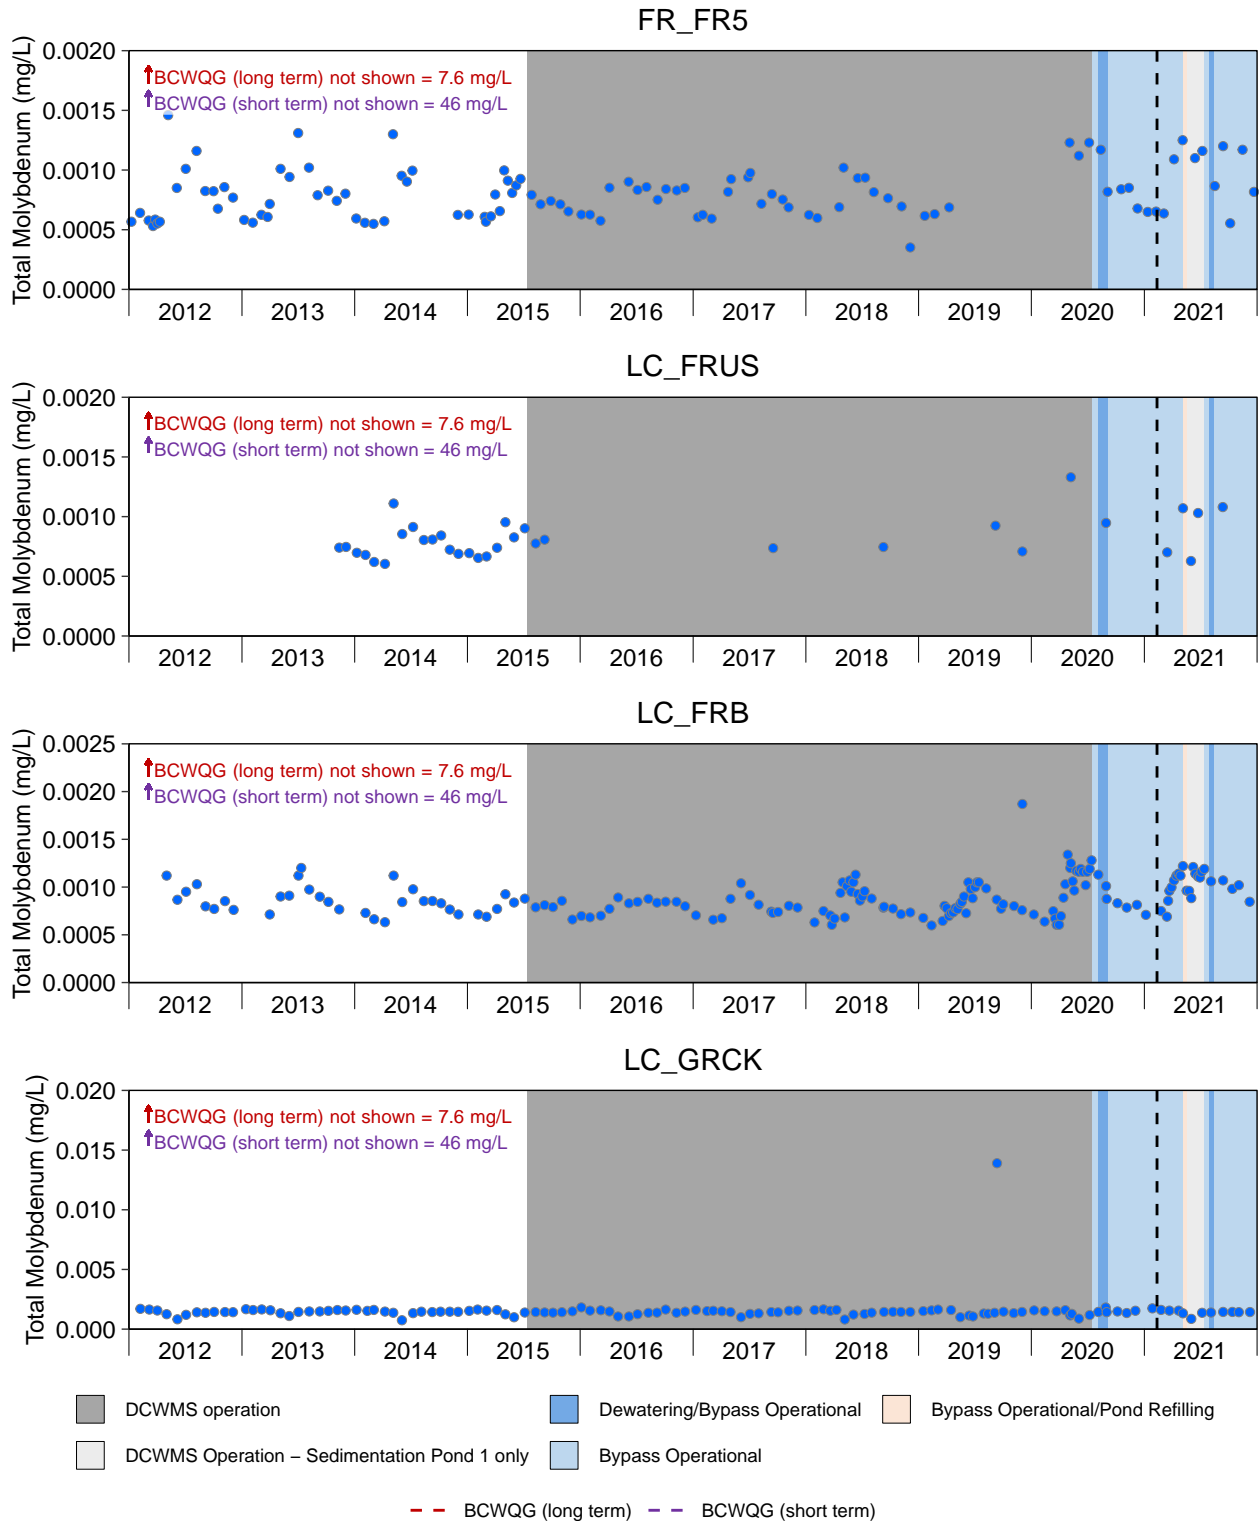 FR_FR5
Total Molybdenum (mg/L)
0.0020
0.0015
0.0010
0.0005
0.0000
BCWQG (long term) not shown = 7.6 mg/L
BCWQG (short term) not shown = 46 mg/L
2012 2013 2014 2015 2016 2017 2018 2019 2020 2021
LC_FRUS
Total Molybdenum (mg/L)
0.0020
0.0015
0.0010
0.0005
0.0000
BCWQG (long term) not shown = 7.6 mg/L
BCWQG (short term) not shown = 46 mg/L
2012 2013 2014 2015 2016 2017 2018 2019 2020 2021
LC_FRB
Total Molybdenum (mg/L)
0.0025
0.0020
0.0015
0.0010
0.0005
0.0000
BCWQG (long term) not shown = 7.6 mg/L
BCWQG (short term) not shown = 46 mg/L
2012 2013 2014 2015 2016 2017 2018 2019 2020 2021
LC_GRCK
Total Molybdenum (mg/L)
0.020
0.015
0.010
0.005
0.000
BCWQG (long term) not shown = 7.6 mg/L
BCWQG (short term) not shown = 46 mg/L
2012 2013 2014 2015 2016 2017 2018 2019 2020 2021
DCWMS operation
Dewatering/Bypass Operational
Bypass Operational/Pond Refilling
DCWMS Operation – Sedimentation Pond 1 only
Bypass Operational
BCWQG (long term)
BCWQG (short term)